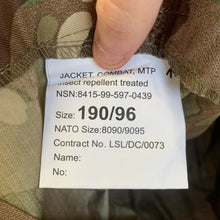 JACKET, COMBAT, MTP
insect repellent treated
NSN:8415-99-597-0439
Size: 190/96
NATO Size:8090/9095
Contract No. LSL/DC/0073
Name:
No: